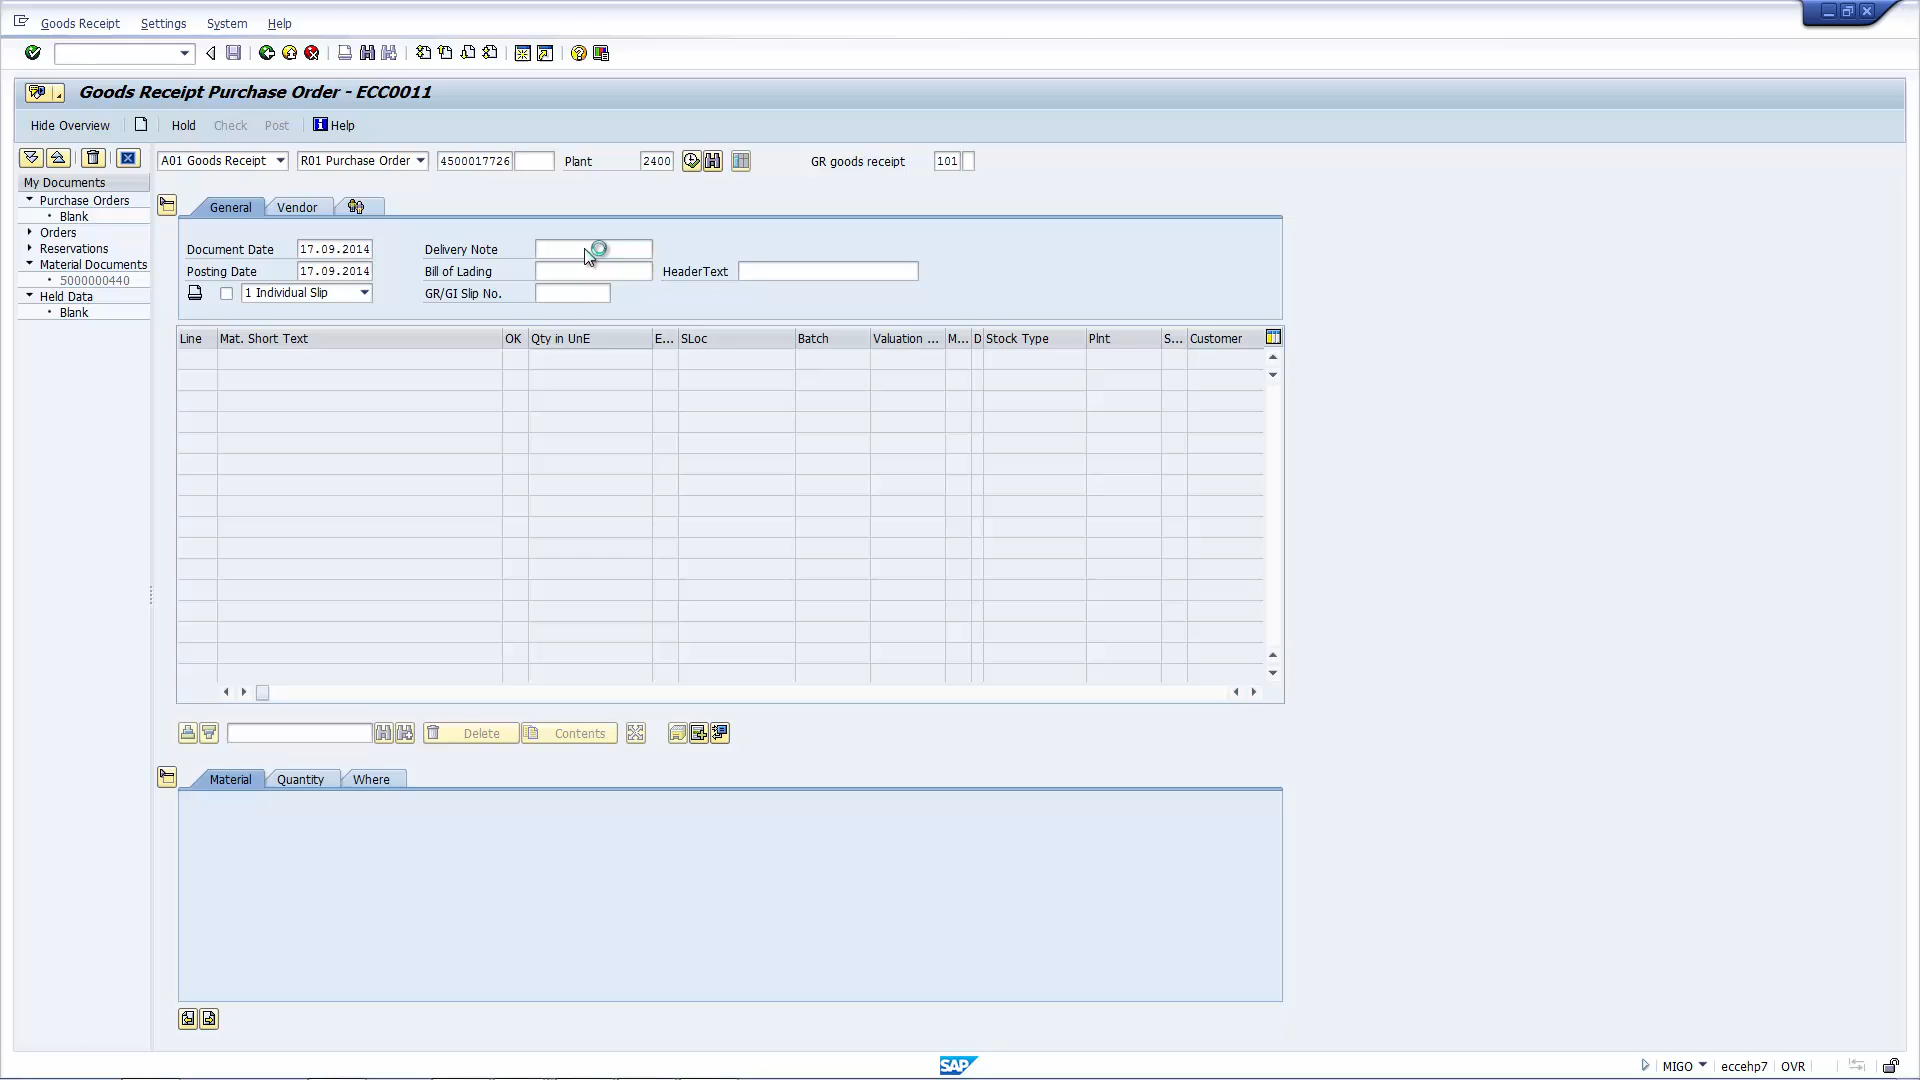 Goods Receipt Settings System Help
Goods Receipt Purchase Order - ECC0011
Hide Overview Hold Check Post Help
A01 Goods Receipt R01 Purchase Order 4500017726 Plant 2400 GR goods receipt 101
My Documents
Purchase Orders
Blank
Orders
Reservations
Material Documents
5000000440
Held Data
Blank
General Vendor
Document Date 17.09.2014 Delivery Note
Posting Date 17.09.2014 Bill of Lading HeaderText
1 Individual Slip GR/GI Slip No.
Line Mat. Short Text OK Qty in UnE E... SLoc Batch Valuation ... M... D Stock Type Plnt S... Customer
Delete Contents
Material Quantity Where
SAP MIGO eccehp7 OVR